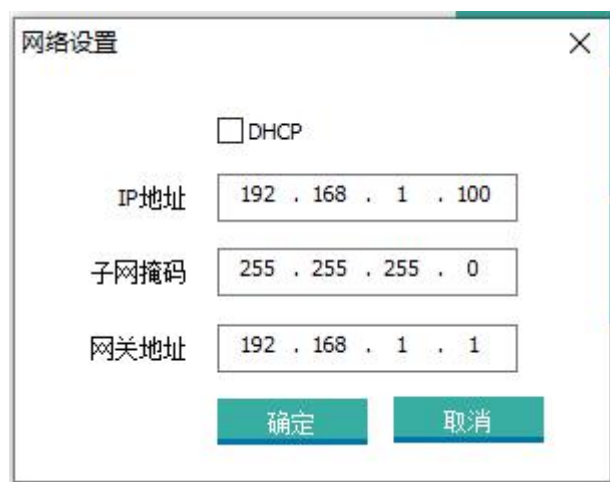 网络设置
DHCP
IP地址 192 . 168 . 1 . 100
子网掩码 255 . 255 . 255 . 0
网关地址 192 . 168 . 1 . 1
确定 取消